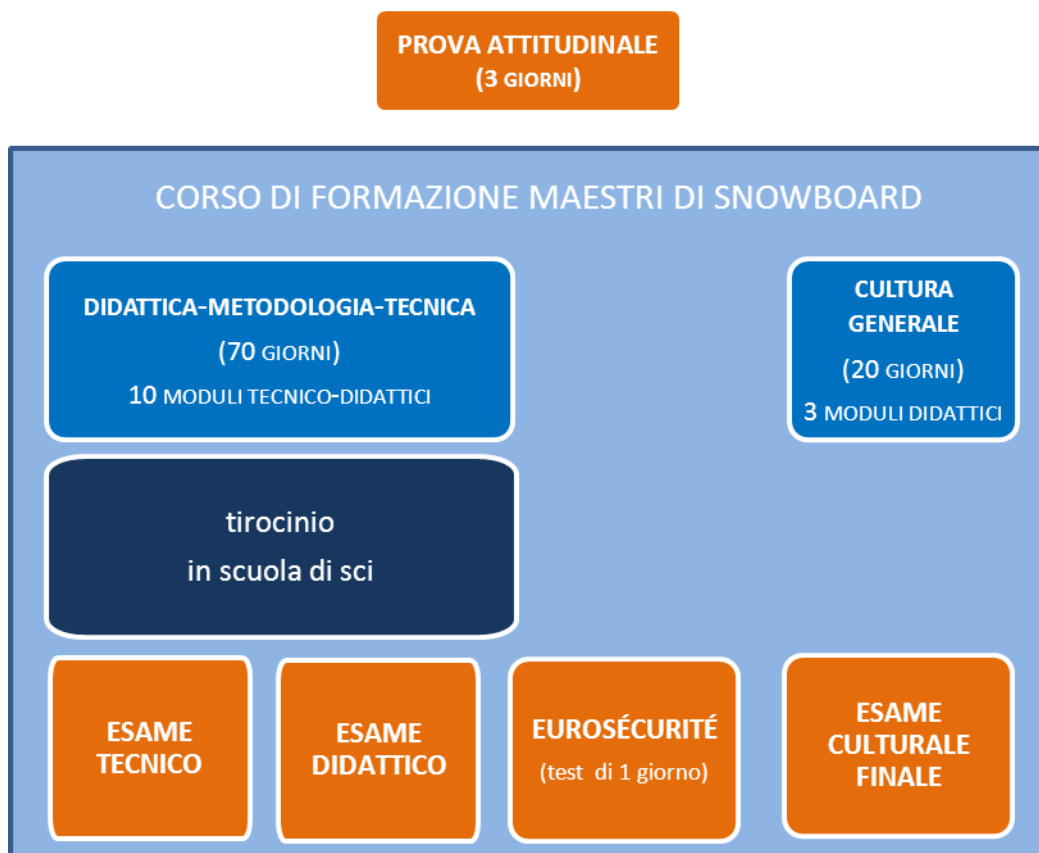 PROVA ATTITUDINALE
(3 GIORNI)
CORSO DI FORMAZIONE MAESTRI DI SNOWBOARD
DIDATTICA-METODOLOGIA-TECNICA
(70 GIORNI)
10 MODULI TECNICO-DIDATTICI
CULTURA
GENERALE
(20 GIORNI)
3 MODULI DIDATTICI
tirocinio
in scuola di sci
ESAME
TECNICO
ESAME
DIDATTICO
EUROSÉCURITÉ
(test di 1 giorno)
ESAME
CULTURALE
FINALE